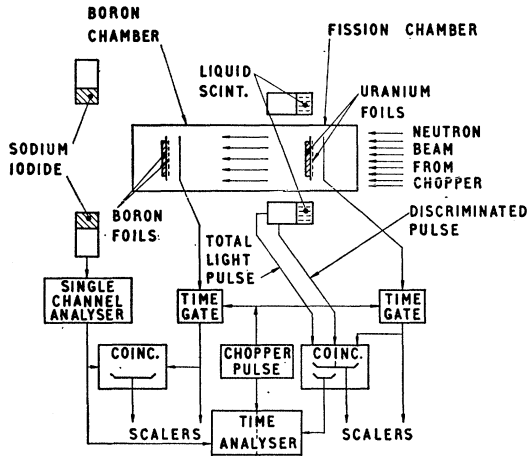 BORON
CHAMBER
FISSION CHAMBER
LIQUID
SCINT.
URANIUM
FOILS
SODIUM
IODIDE
NEUTRON
BEAM
FROM
CHOPPER
BORON
FOILS
DISCRIMINATED
PULSE
TOTAL
LIGHT
PULSE
SINGLE
CHANNEL
ANALYSER
TIME
GATE
TIME
GATE
COINC.
CHOPPER
PULSE
COINC.
SCALERS
TIME
ANALYSER
SCALERS